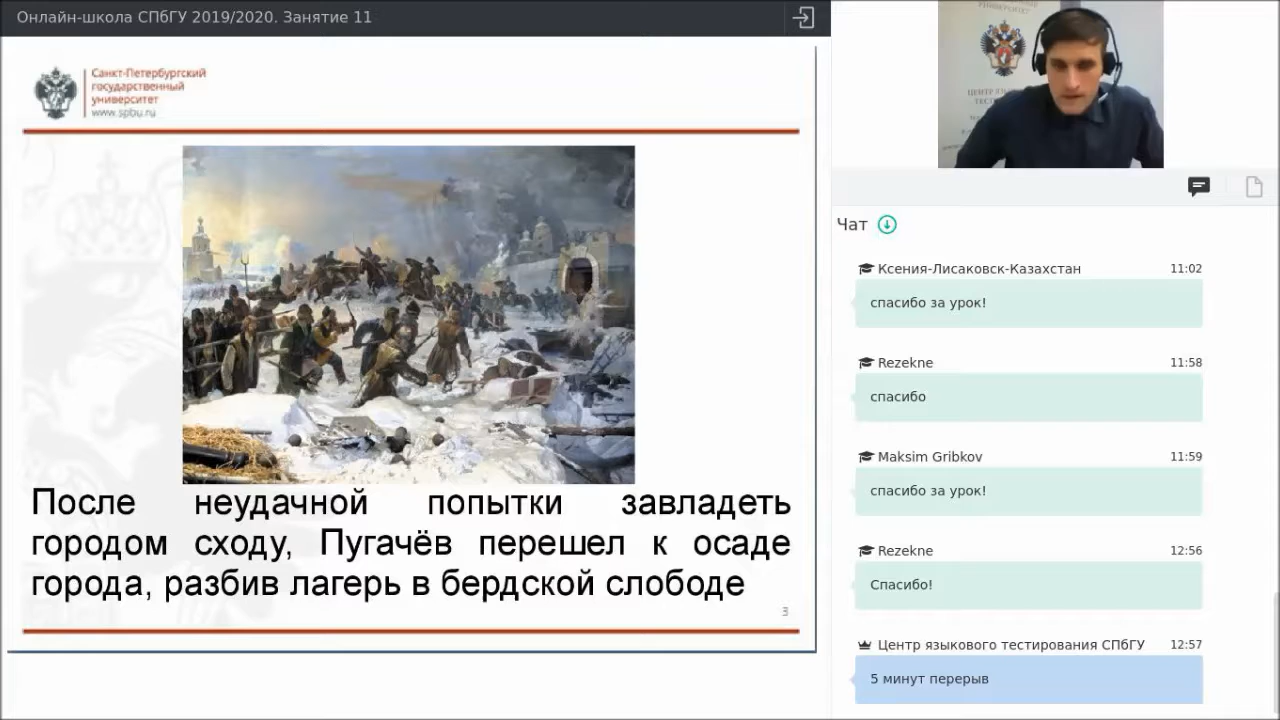 Онлайн-школа СПбГУ 2019/2020. Занятие 11
Санкт-Петербургский
государственный
университет
www.spbu.ru
После неудачной попытки завладеть
городом сходу, Пугачёв перешел к осаде
города, разбив лагерь в бердской слободе
3
Чат
Ксения-Лисаковск-Казахстан 11:02
спасибо за урок!
Rezekne 11:58
спасибо
Maksim Gribkov 11:59
спасибо за урок!
Rezekne 12:56
Спасибо!
Центр языкового тестирования СПбГУ 12:57
5 минут перерыв